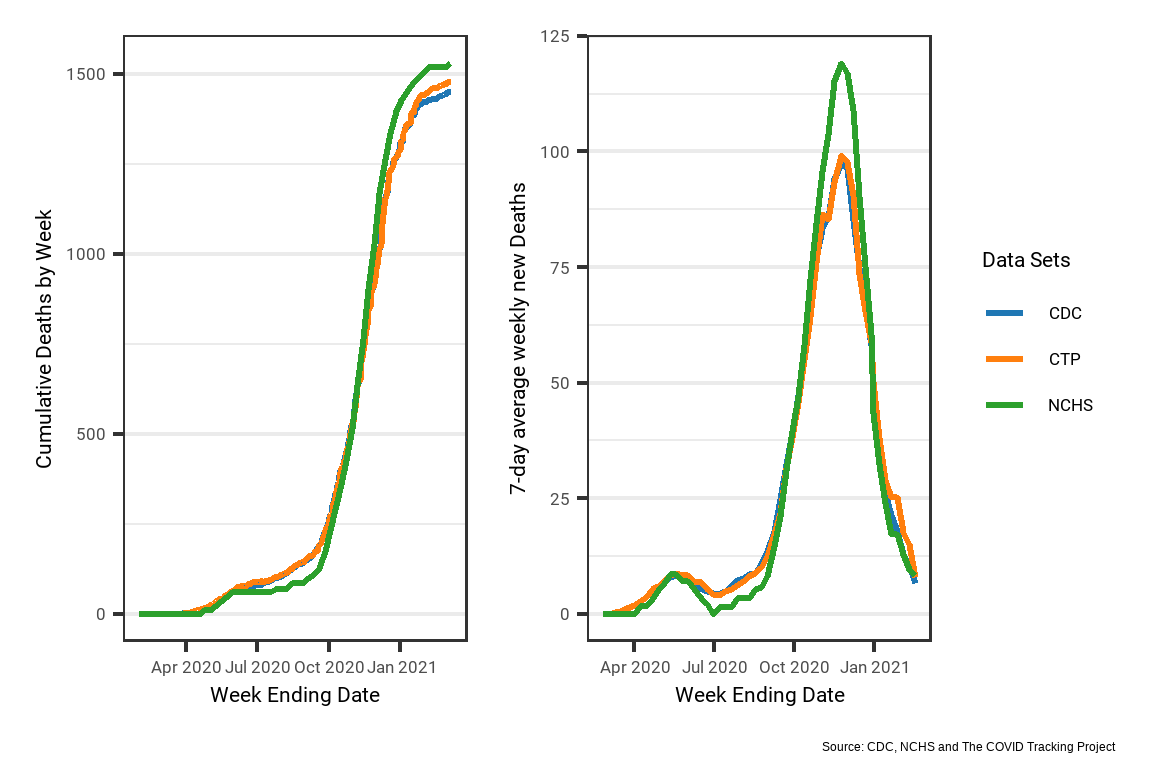 Cumulative Deaths by Week
1500
1000
500
0
Apr 2020 Jul 2020 Oct 2020 Jan 2021
Week Ending Date
7-day average weekly new Deaths
125
100
75
50
25
0
Apr 2020 Jul 2020 Oct 2020 Jan 2021
Week Ending Date
Data Sets
CDC
CTP
NCHS
Source: CDC, NCHS and The COVID Tracking Project